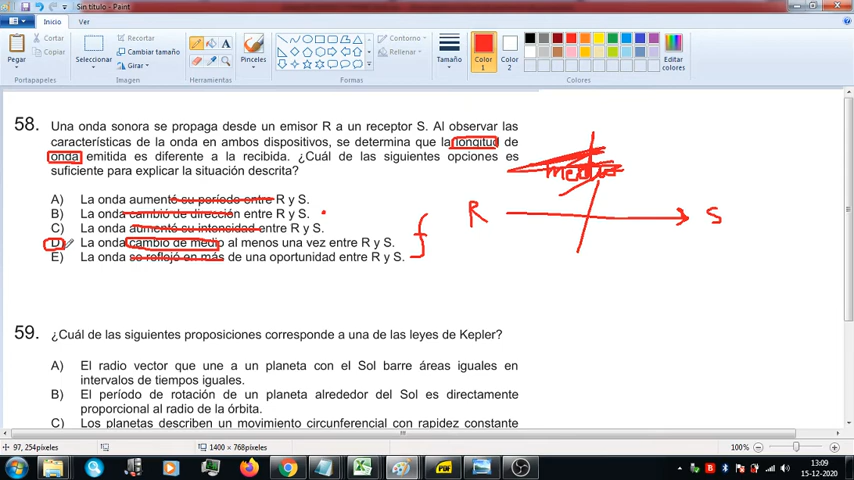 Sin título - Paint
Inicio Ver
Pegar
Cortar
Copiar
Seleccionar
Recortar
Cambiar tamaño
Girar
Imagen
Herramientas
Pinceles
Contorno
Rellenar
Formas
Tamaño
Color 1
Color 2
Editar colores
Colores
58. Una onda sonora se propaga desde un emisor R a un receptor S. Al observar las
características de la onda en ambos dispositivos, se determina que la longitud de
onda emitida es diferente a la recibida. ¿Cuál de las siguientes opciones es
suficiente para explicar la situación descrita?
A) La onda aumentó su período entre R y S.
B) La onda cambió de dirección entre R y S.
C) La onda aumentó su intensidad entre R y S.
D) La onda cambió de medio al menos una vez entre R y S.
E) La onda se reflejó en más de una oportunidad entre R y S.
R S
59. ¿Cuál de las siguientes proposiciones corresponde a una de las leyes de Kepler?
A) El radio vector que une a un planeta con el Sol barre áreas iguales en
intervalos de tiempos iguales.
B) El período de rotación de un planeta alrededor del Sol es directamente
proporcional al radio de la órbita.
C) Los planetas describen un movimiento circunferencial con rapidez constante
97, 254píxeles
1400 × 768píxeles
100%
13:09
15-12-2020